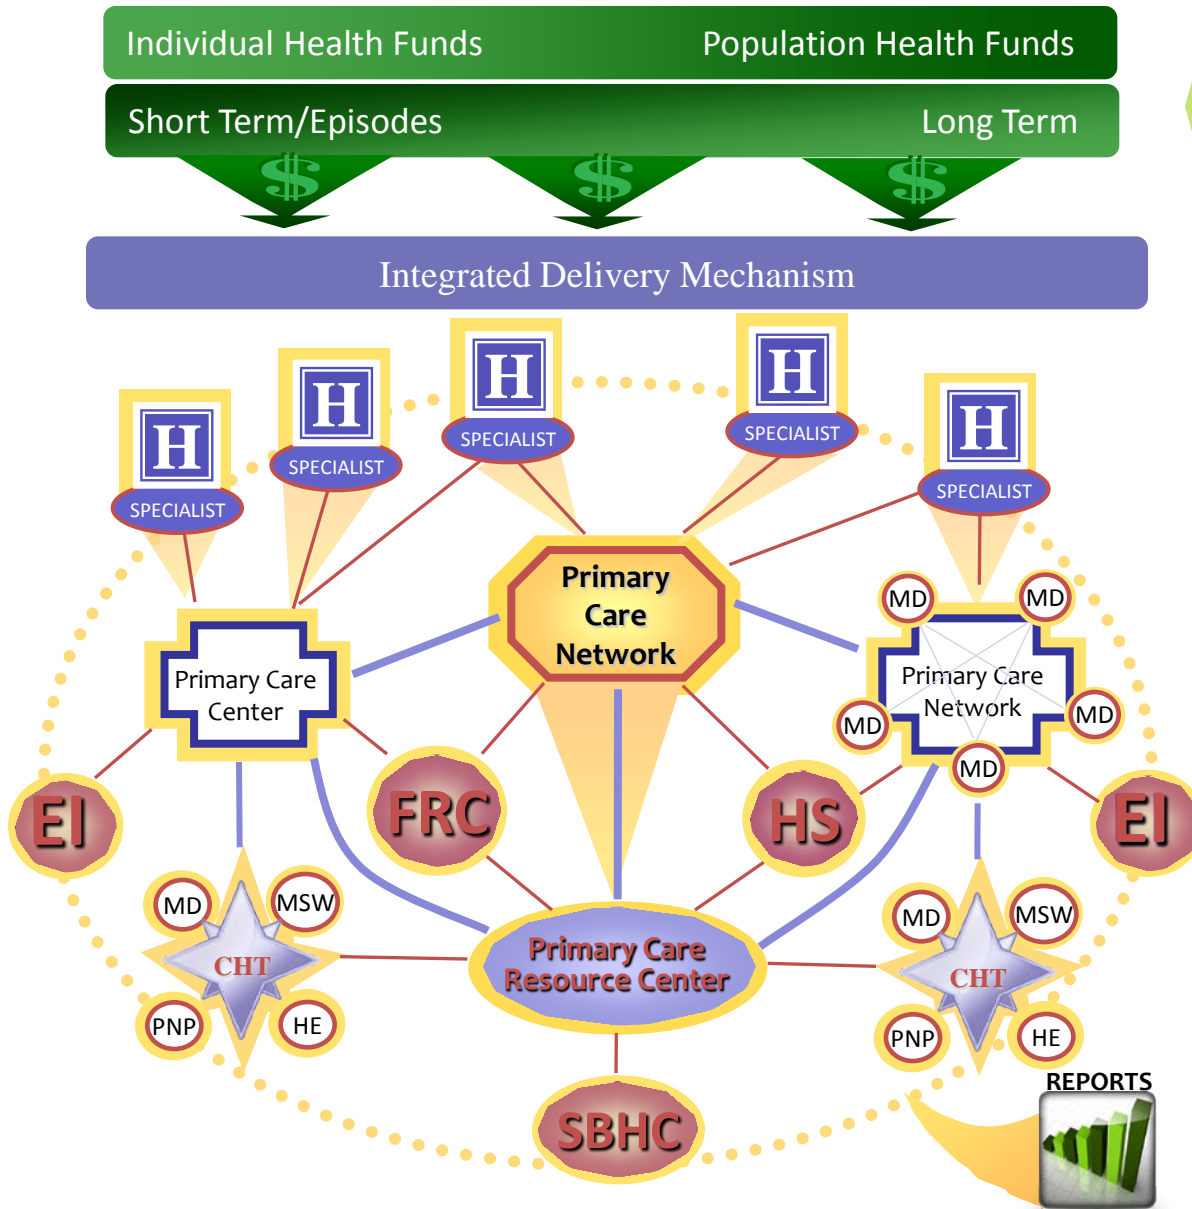 Individual Health Funds
Population Health Funds
Short Term/Episodes
Long Term
$
$
$
Integrated Delivery Mechanism
H
SPECIALIST
H
SPECIALIST
H
SPECIALIST
H
SPECIALIST
H
SPECIALIST
Primary
Care
Network
MD
MD
Primary Care
Center
Primary Care
Network
MD
MD
MD
EI
FRC
HS
EI
MD
MSW
CHT
PNP
HE
Primary Care
Resource Center
MD
MSW
CHT
PNP
HE
SBHC
REPORTS